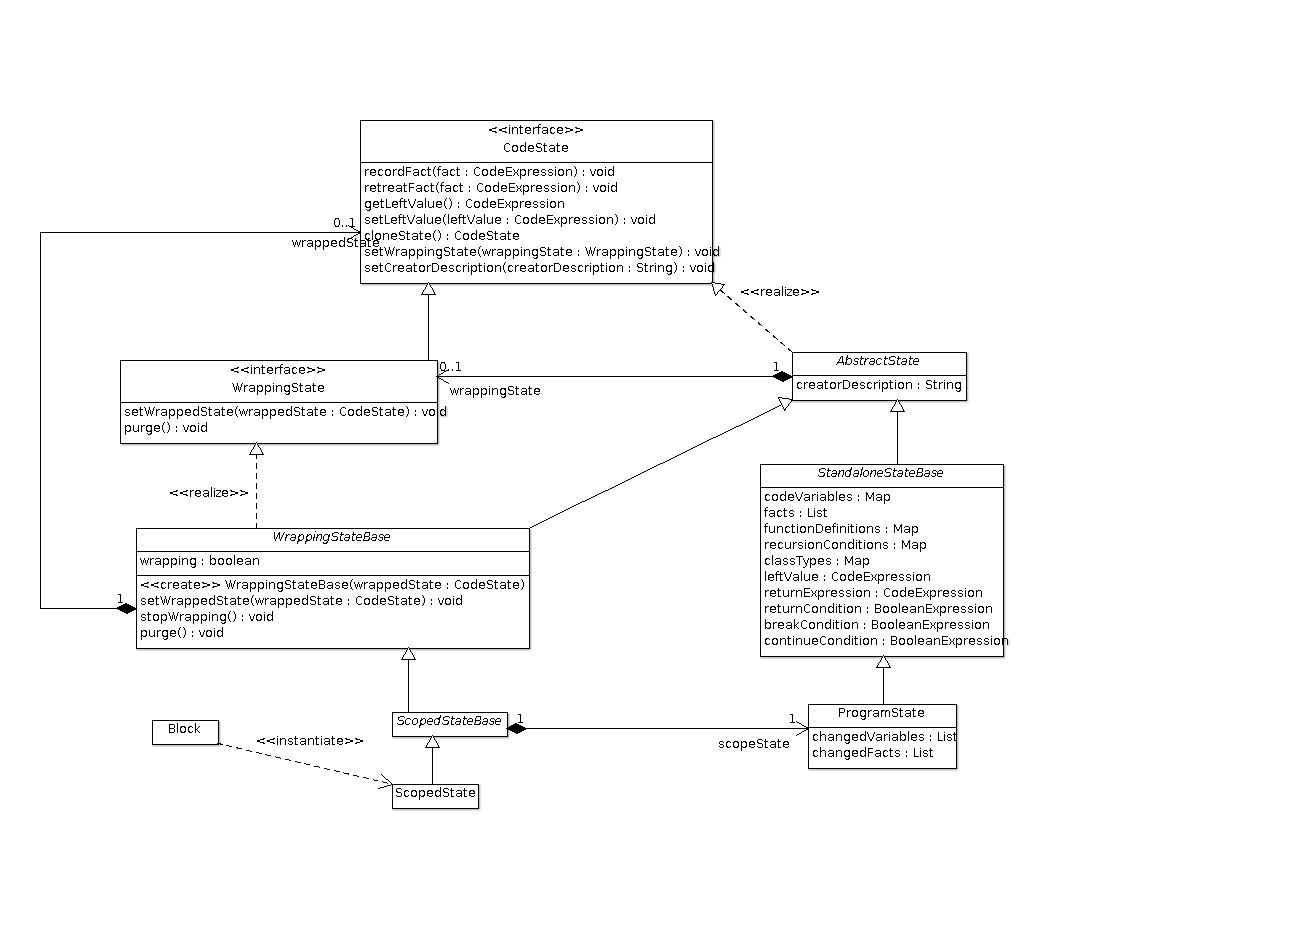 <<interface>>
CodeState
recordFact(fact : CodeExpression) : void
retreatFact(fact : CodeExpression) : void
getLeftValue() : CodeExpression
setLeftValue(leftValue : CodeExpression) : void
cloneState() : CodeState
setWrappingState(wrappingState : WrappingState) : void
setCreatorDescription(creatorDescription : String) : void
0..1
wrappedState
<<realize>>
<<interface>>
WrappingState
setWrappedState(wrappedState : CodeState) : void
purge() : void
0..1
wrappingState
1
AbstractState
creatorDescription : String
<<realize>>
StandaloneStateBase
codeVariables : Map
facts : List
functionDefinitions : Map
recursionConditions : Map
classTypes : Map
leftValue : CodeExpression
returnExpression : CodeExpression
returnCondition : BooleanExpression
breakCondition : BooleanExpression
continueCondition : BooleanExpression
WrappingStateBase
wrapping : boolean
<<create>> WrappingStateBase(wrappedState : CodeState)
setWrappedState(wrappedState : CodeState) : void
stopWrapping() : void
purge() : void
1
Block
<<instantiate>>
ScopedStateBase
1
1
scopeState
ProgramState
changedVariables : List
changedFacts : List
ScopedState